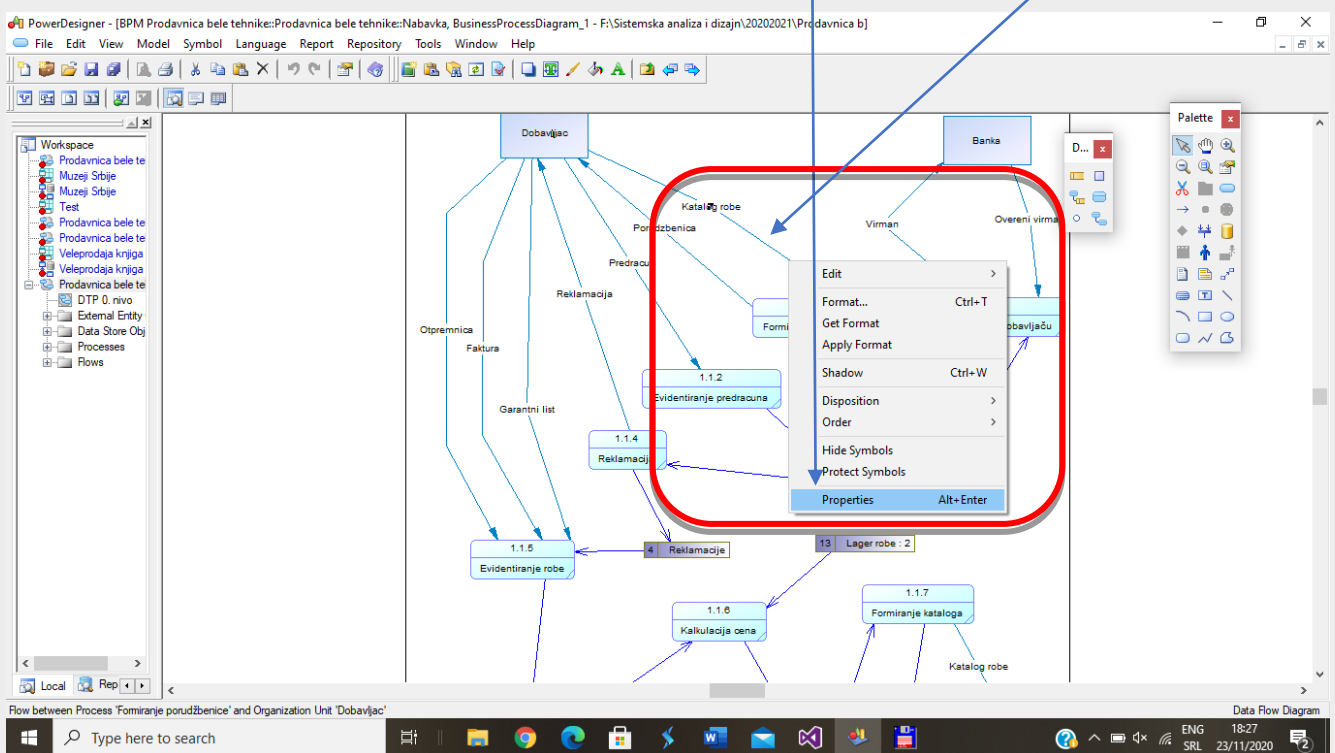 PowerDesigner - [BPM Prodavnica bele tehnike::Prodavnica bele tehnike::Nabavka, BusinessProcessDiagram_1 - F:\Sistemska analiza i dizajn\20202021\Prodavnica b]
File Edit View Model Symbol Language Report Repository Tools Window Help
Workspace
Prodavnica bele te
Muzeji Srbije
Muzeji Srbije
Test
Prodavnica bele te
Prodavnica bele te
Veleprodaja knjiga
Veleprodaja knjiga
Prodavnica bele te
DTP 0. nivo
External Entity
Data Store Obj
Processes
Flows
Local Rep
Dobavljac
Banka
D...
Palette
Katalog robe
Porudzbenica
Virman
Overeni virma
Predracu
Reklamacija
Otpremnica
Faktura
Garantni list
Formi
obavljaču
1.1.2
Evidentiranje predracuna
1.1.4
Reklamacij
Edit
Format... Ctrl+T
Get Format
Apply Format
Shadow Ctrl+W
Disposition
Order
Hide Symbols
Protect Symbols
Properties Alt+Enter
1.1.5
Evidentiranje robe
4 Reklamacije
13 Lager robe : 2
1.1.6
Kalkulacija cena
1.1.7
Formiranje kataloga
Katalog robe
Flow between Process 'Formiranje porudžbenice' and Organization Unit 'Dobavljac'
Data Flow Diagram
Type here to search
ENG
SRL
18:27
23/11/2020
2